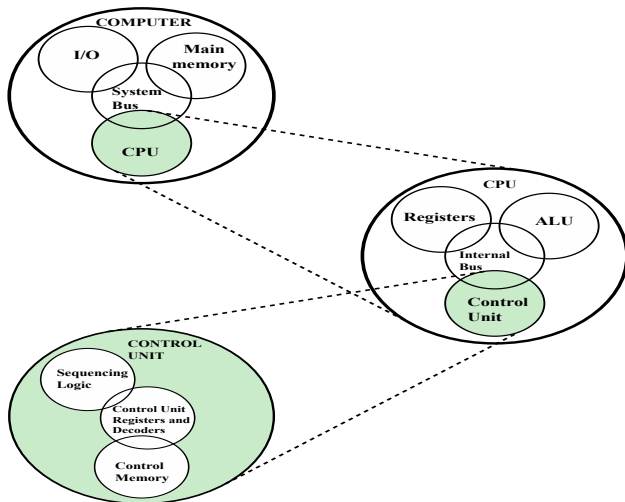 COMPUTER
I/O
Main
memory
System
Bus
CPU
CPU
Registers
ALU
Internal
Bus
Control
Unit
CONTROL
UNIT
Sequencing
Logic
Control Unit
Registers and
Decoders
Control
Memory